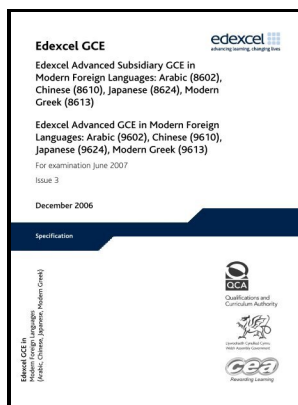 Edexcel GCE
edexcel
advancing learning, changing lives
Edexcel Advanced Subsidiary GCE in
Modern Foreign Languages: Arabic (8602),
Chinese (8610), Japanese (8624), Modern
Greek (8613)
Edexcel Advanced GCE in Modern Foreign
Languages: Arabic (9602), Chinese (9610),
Japanese (9624), Modern Greek (9613)
For examination June 2007
Issue 3
December 2006
Specification
QCA
Qualifications and
Curriculum Authority
Llywodraeth Cynulliad Cymru
Welsh Assembly Government
cea
Rewarding Learning
Edexcel GCE in
Modern Foreign Languages
(Arabic, Chinese, Japanese, Modern Greek)